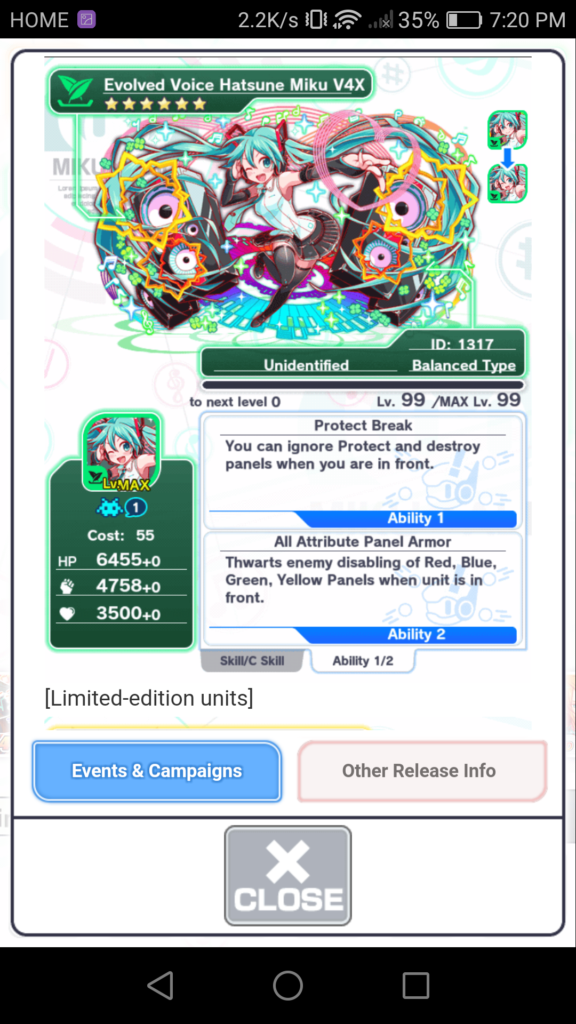 HOME 2.2K/s 35% 7:20 PM
Evolved Voice Hatsune Miku V4X
MIKU
ID: 1317
Unidentified Balanced Type
to next level 0 Lv. 99 /MAX Lv. 99
Protect Break
You can ignore Protect and destroy
panels when you are in front.
Ability 1
Lv.MAX
1
Cost: 55
HP 6455+0
4758+0
3500+0
All Attribute Panel Armor
Thwarts enemy disabling of Red, Blue,
Green, Yellow Panels when unit is in
front.
Ability 2
Skill/C Skill Ability 1/2
[Limited-edition units]
Events & Campaigns Other Release Info
CLOSE